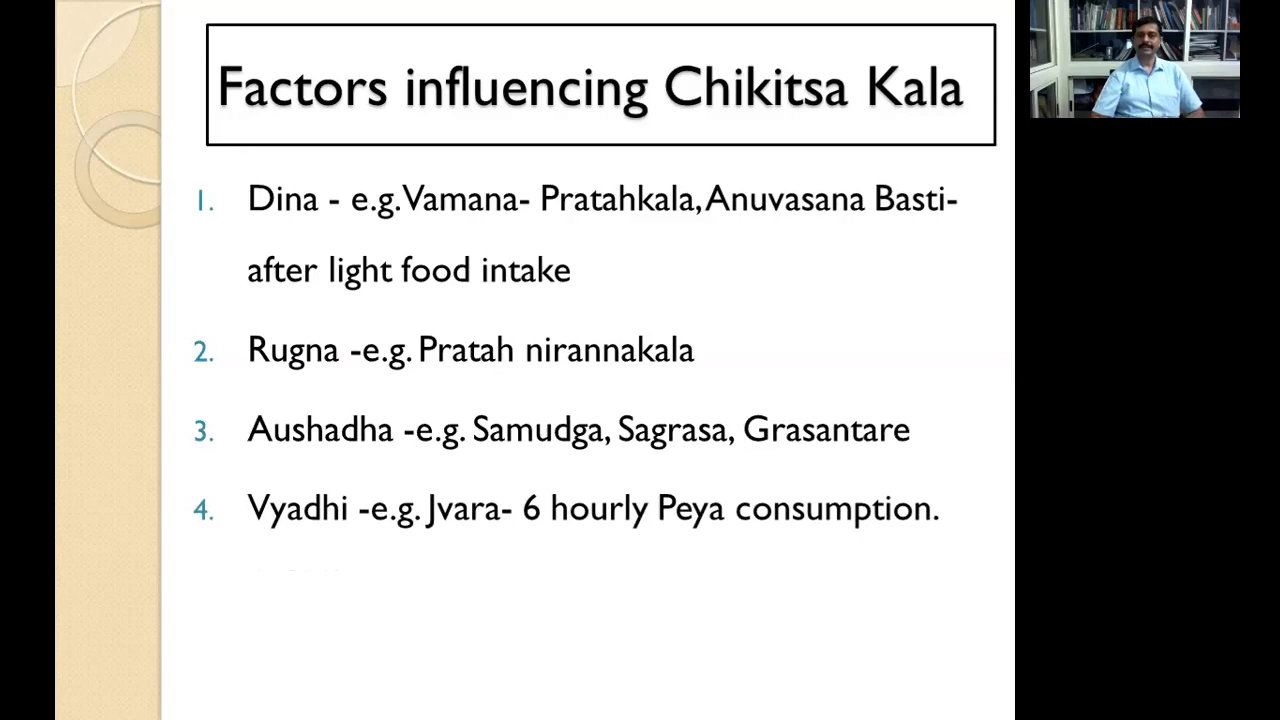 Factors influencing Chikitsa Kala
1. Dina - e.g. Vamana- Pratahkala, Anuvasana Basti-
after light food intake
2. Rugna -e.g. Pratah nirannakala
3. Aushadha -e.g. Samudga, Sagrasa, Grasantare
4. Vyadhi -e.g. Jvara- 6 hourly Peya consumption.